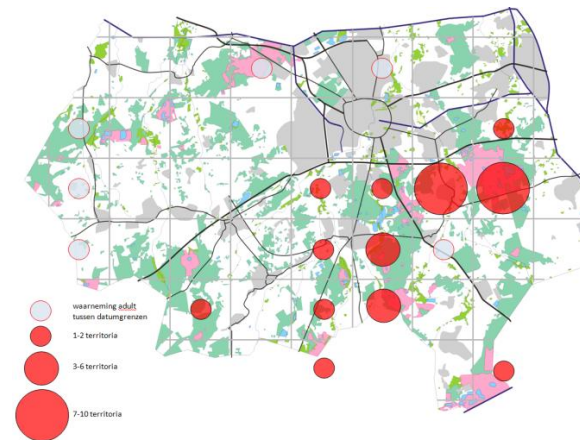 waarneming adult
tussen datumgrenzen
1-2 territoria
3-6 territoria
7-10 territoria